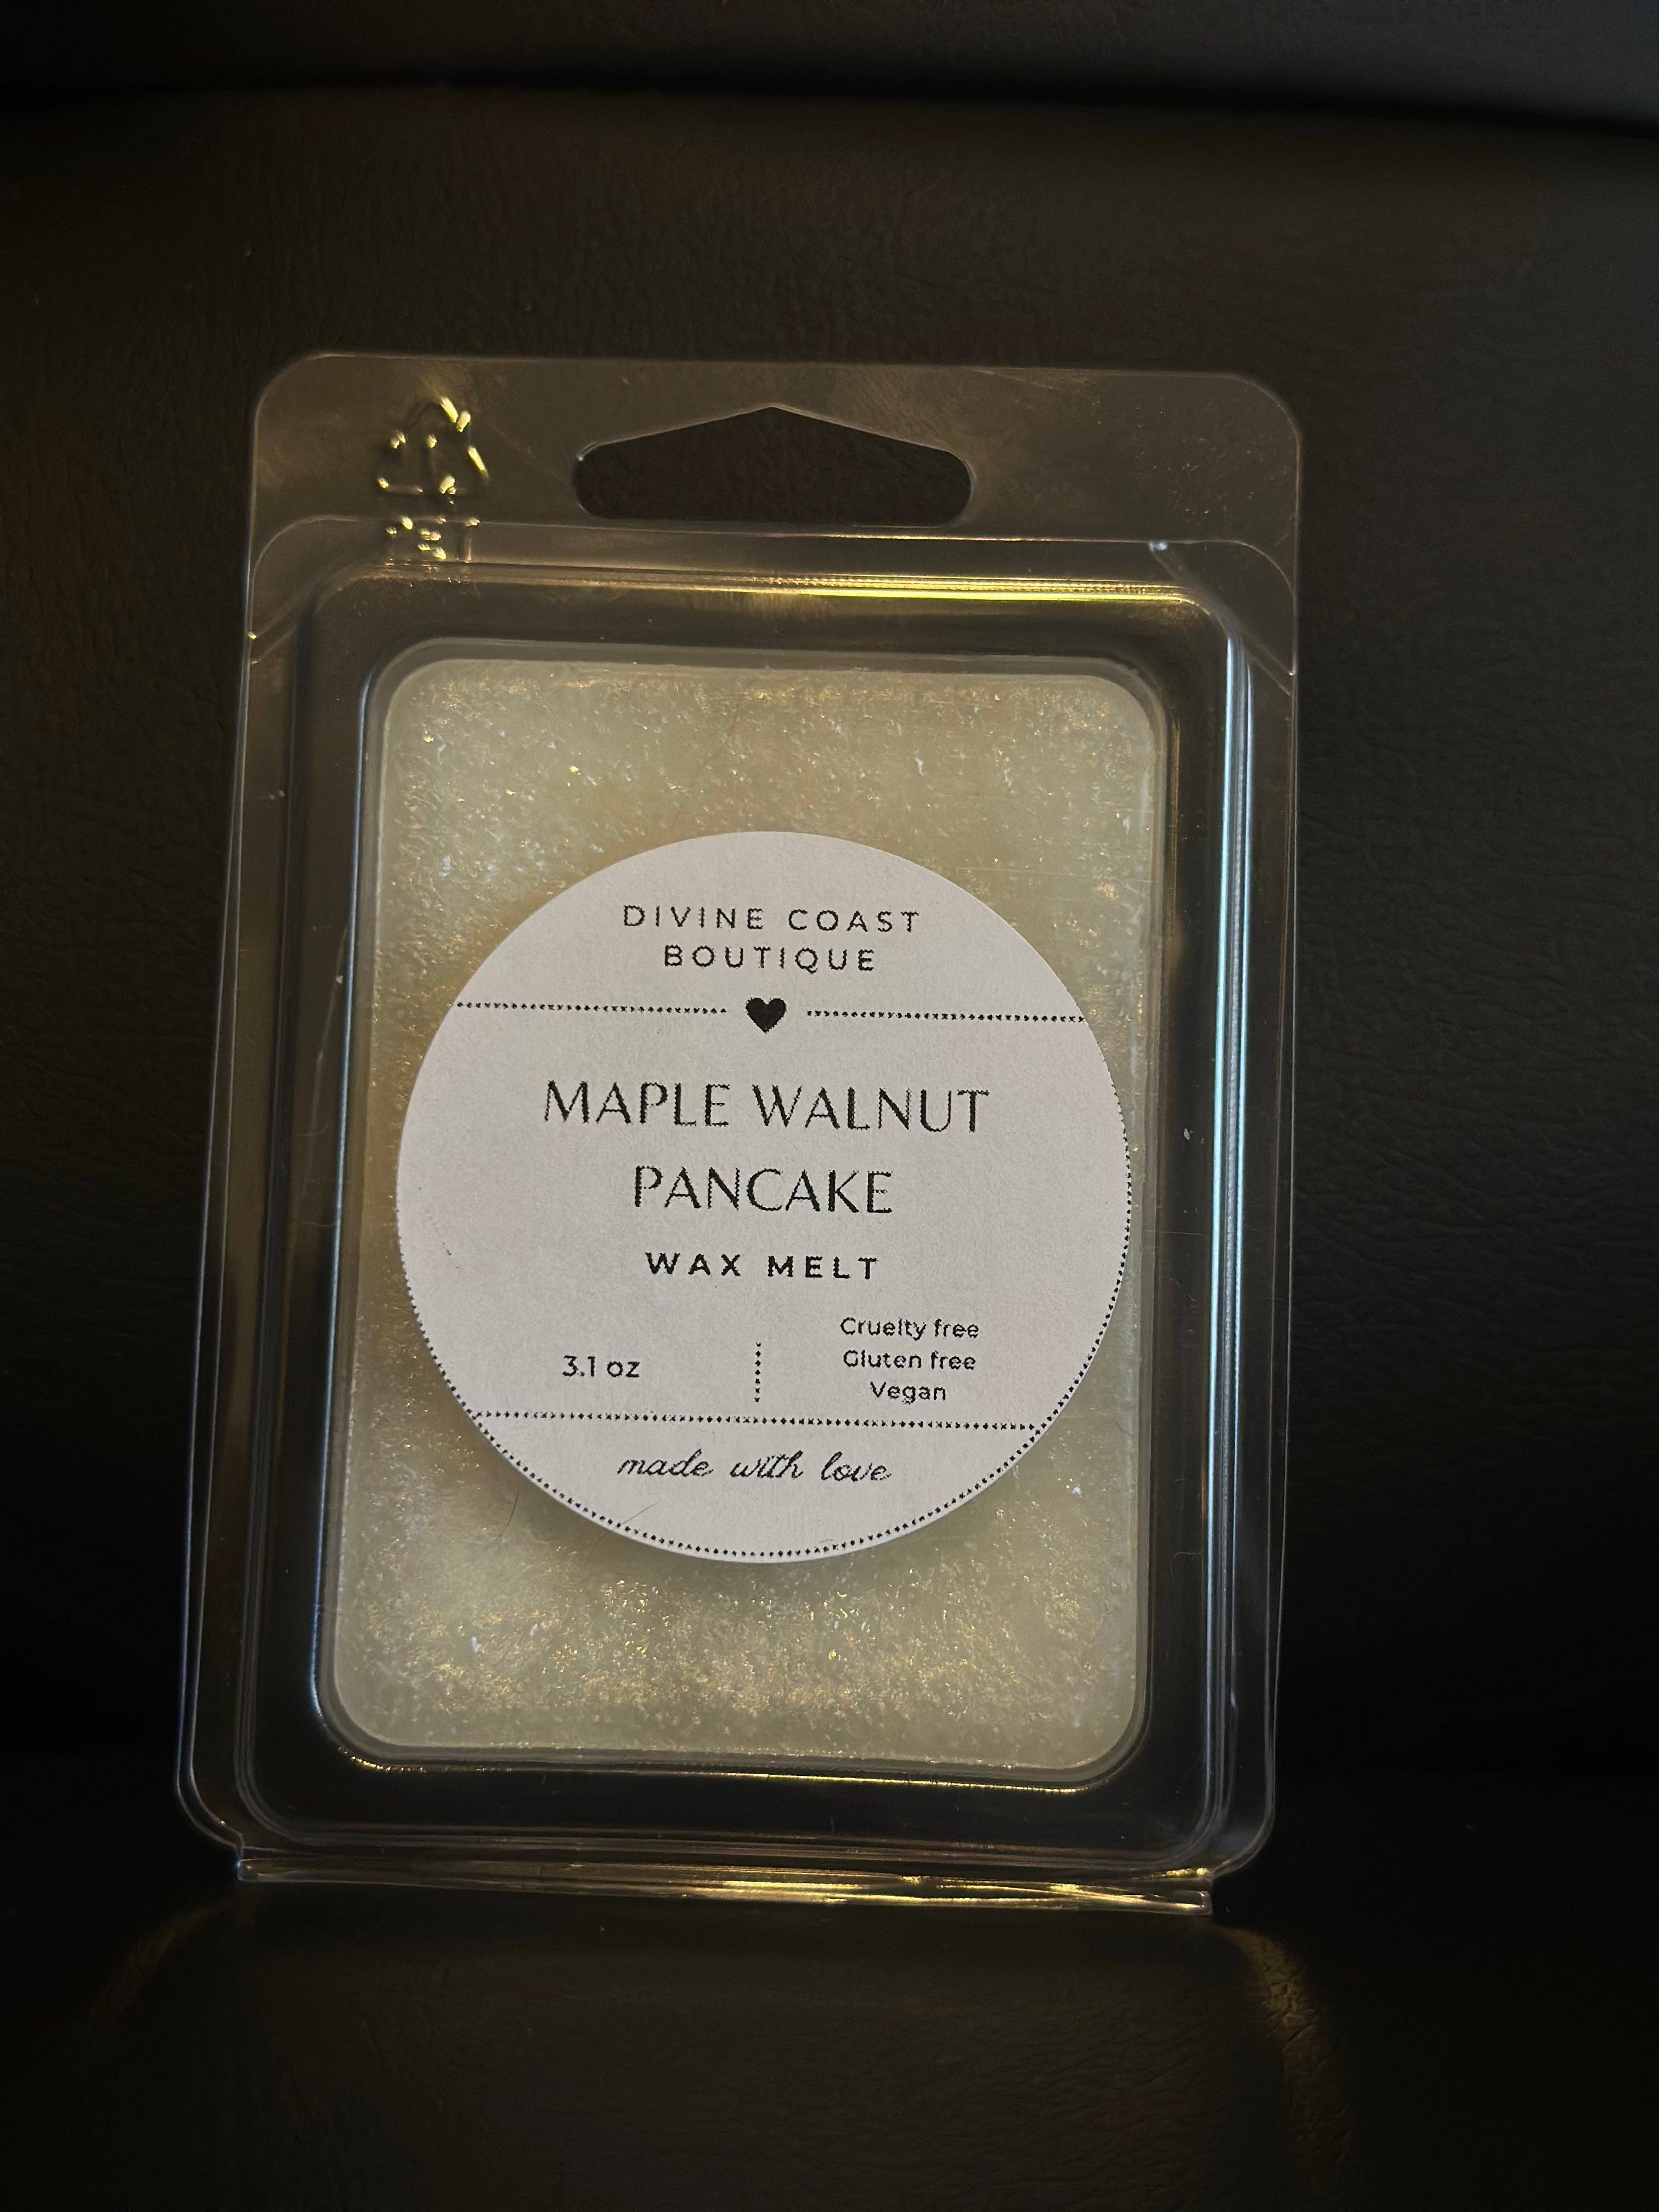 DIVINE COAST
BOUTIQUE
MAPLE WALNUT
PANCAKE
WAX MELT
3.1 oz
Cruelty free
Gluten free
Vegan
made with love